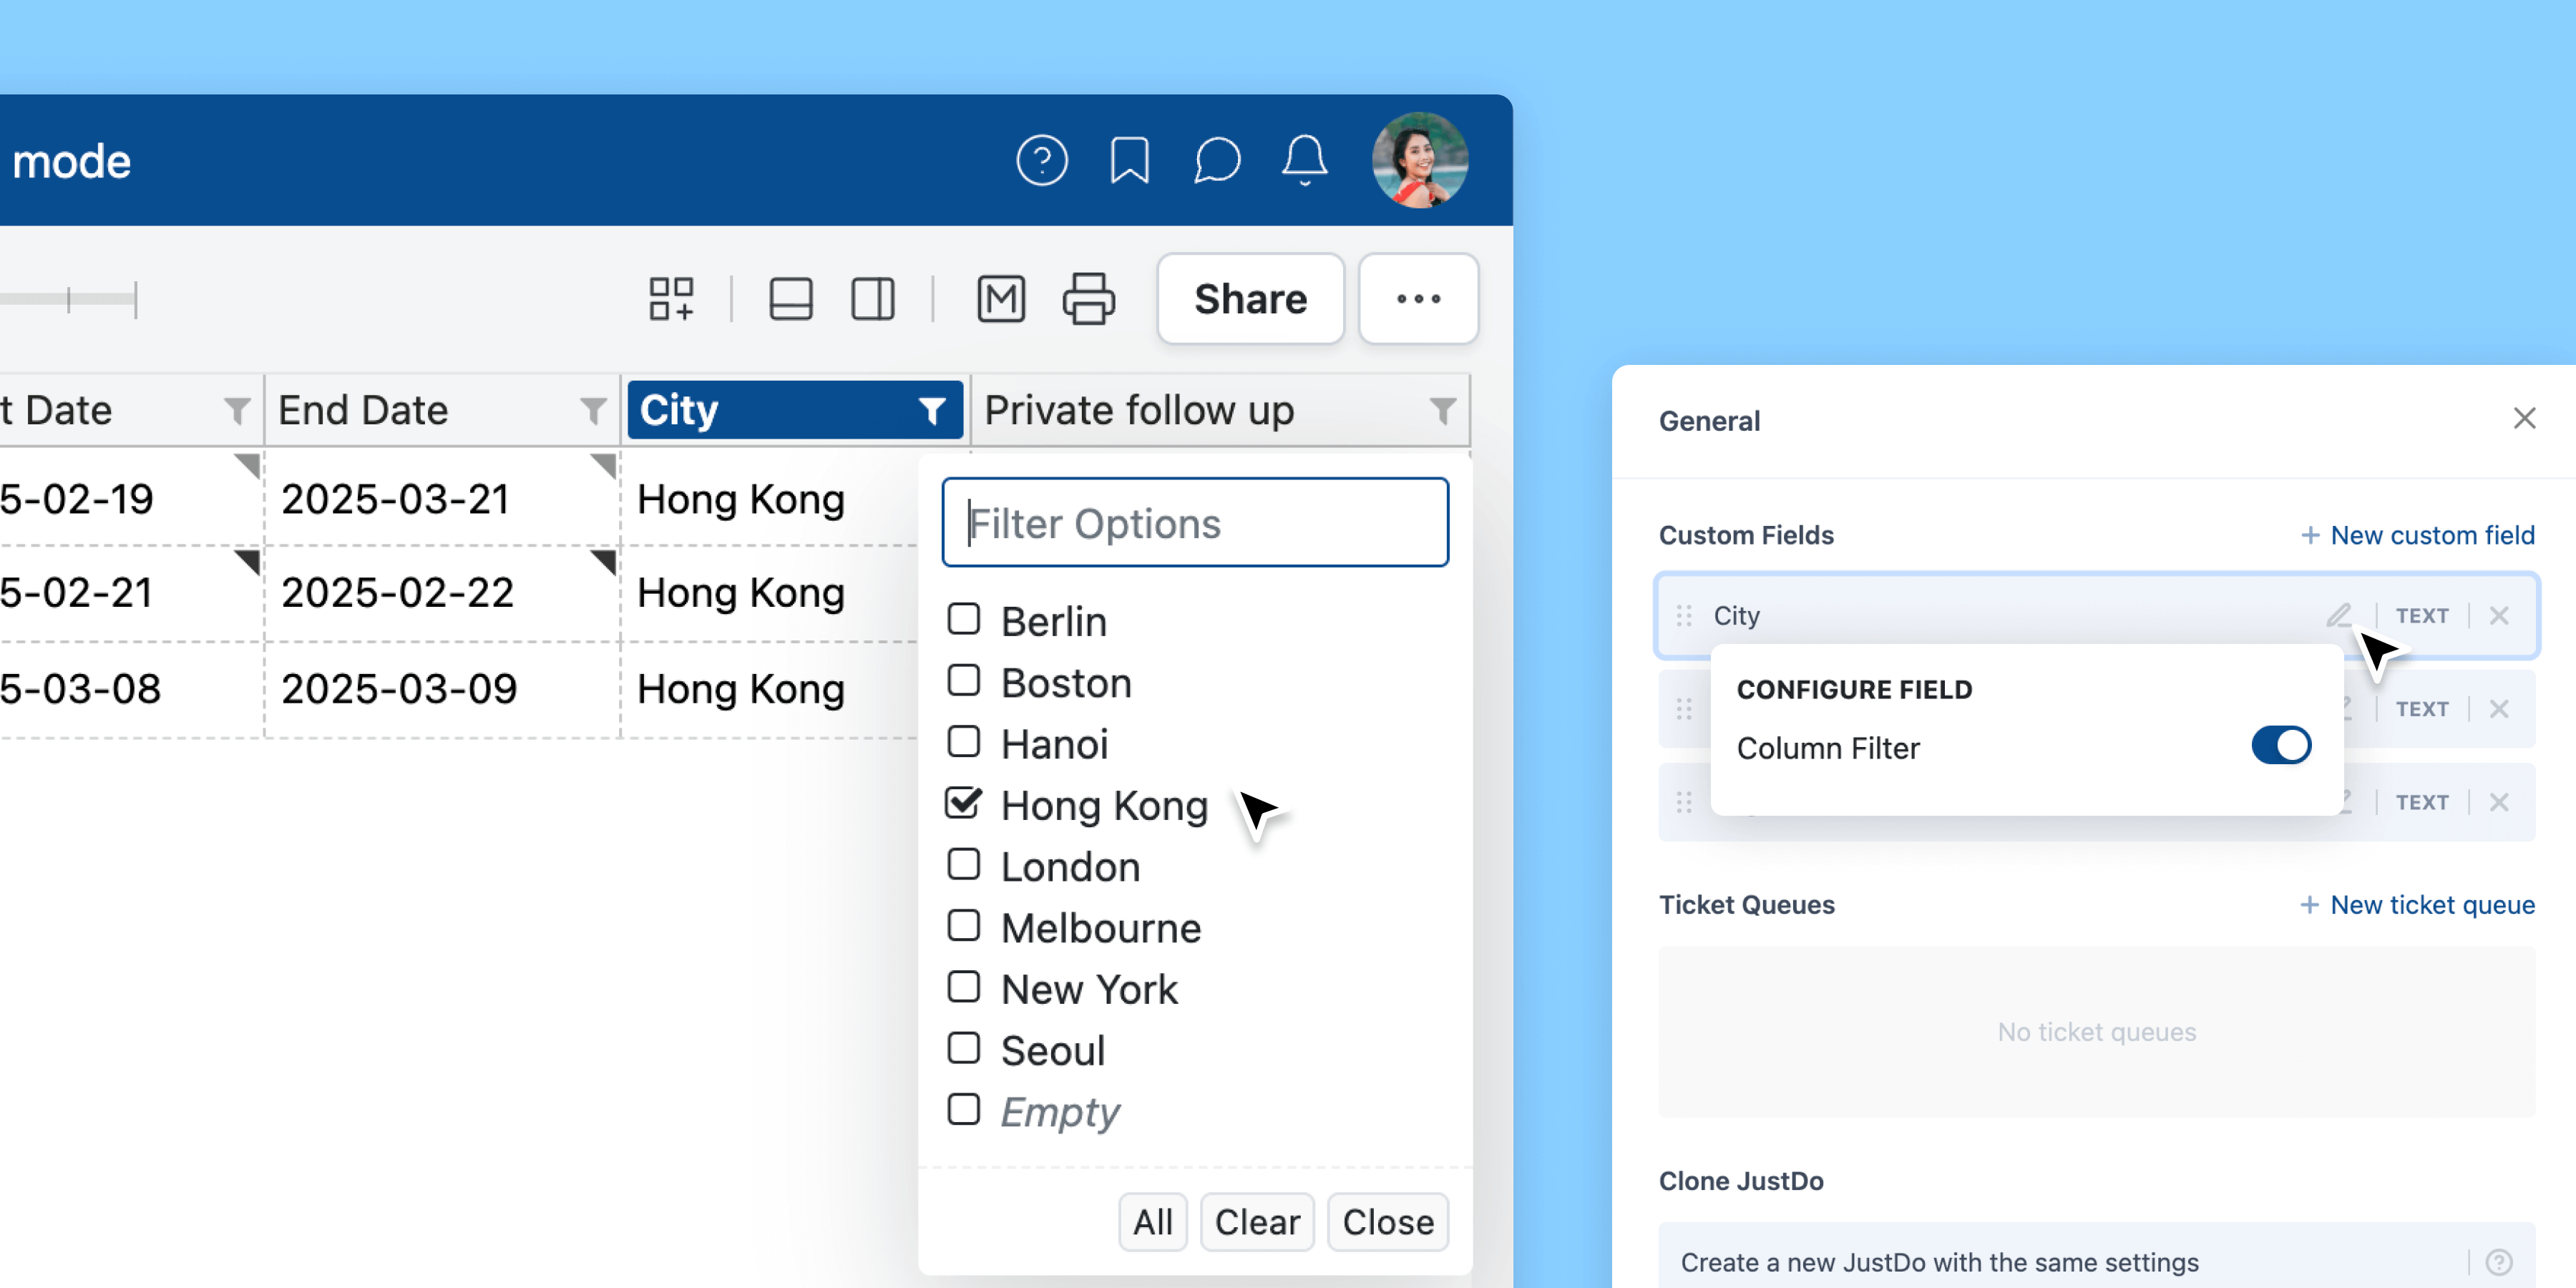 mode
Share
t Date
End Date
City
Private follow up
5-02-19
2025-03-21
Hong Kong
5-02-21
2025-02-22
Hong Kong
5-03-08
2025-03-09
Hong Kong
Filter Options
Berlin
Boston
Hanoi
Hong Kong
London
Melbourne
New York
Seoul
Empty
All
Clear
Close
General
Custom Fields
+ New custom field
City
TEXT
CONFIGURE FIELD
Column Filter
TEXT
TEXT
Ticket Queues
+ New ticket queue
No ticket queues
Clone JustDo
Create a new JustDo with the same settings